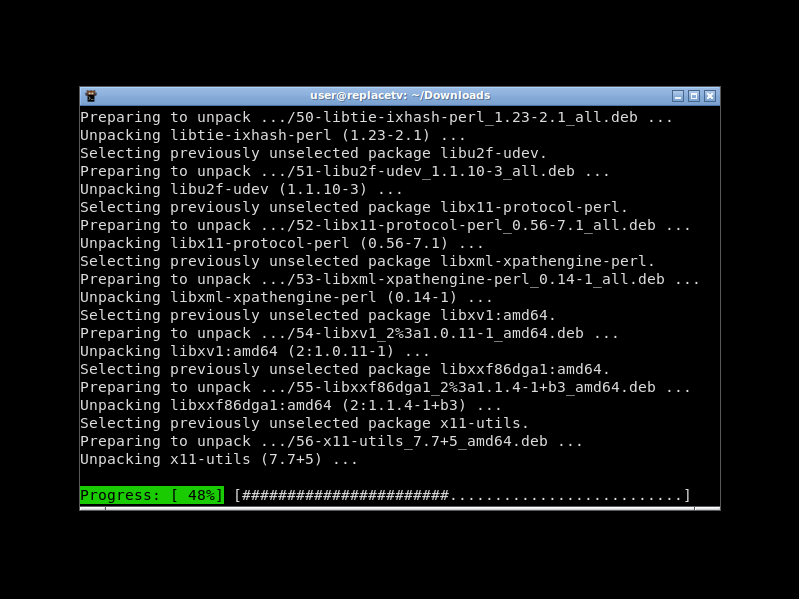 user@replacetv: ~/Downloads
Preparing to unpack .../50-libtie-ixhash-perl_1.23-2.1_all.deb ...
Unpacking libtie-ixhash-perl (1.23-2.1) ...
Selecting previously unselected package libu2f-udev.
Preparing to unpack .../51-libu2f-udev_1.1.10-3_all.deb ...
Unpacking libu2f-udev (1.1.10-3) ...
Selecting previously unselected package libx11-protocol-perl.
Preparing to unpack .../52-libx11-protocol-perl_0.56-7.1_all.deb ...
Unpacking libx11-protocol-perl (0.56-7.1) ...
Selecting previously unselected package libxml-xpathengine-perl.
Preparing to unpack .../53-libxml-xpathengine-perl_0.14-1_all.deb ...
Unpacking libxml-xpathengine-perl (0.14-1) ...
Selecting previously unselected package libxv1:amd64.
Preparing to unpack .../54-libxv1_2%3a1.0.11-1_amd64.deb ...
Unpacking libxv1:amd64 (2:1.0.11-1) ...
Selecting previously unselected package libxxf86dga1:amd64.
Preparing to unpack .../55-libxxf86dga1_2%3a1.1.4-1+b3_amd64.deb ...
Unpacking libxxf86dga1:amd64 (2:1.1.4-1+b3) ...
Selecting previously unselected package x11-utils.
Preparing to unpack .../56-x11-utils_7.7+5_amd64.deb ...
Unpacking x11-utils (7.7+5) ...
Progress: [ 48%] [#######################..........................]